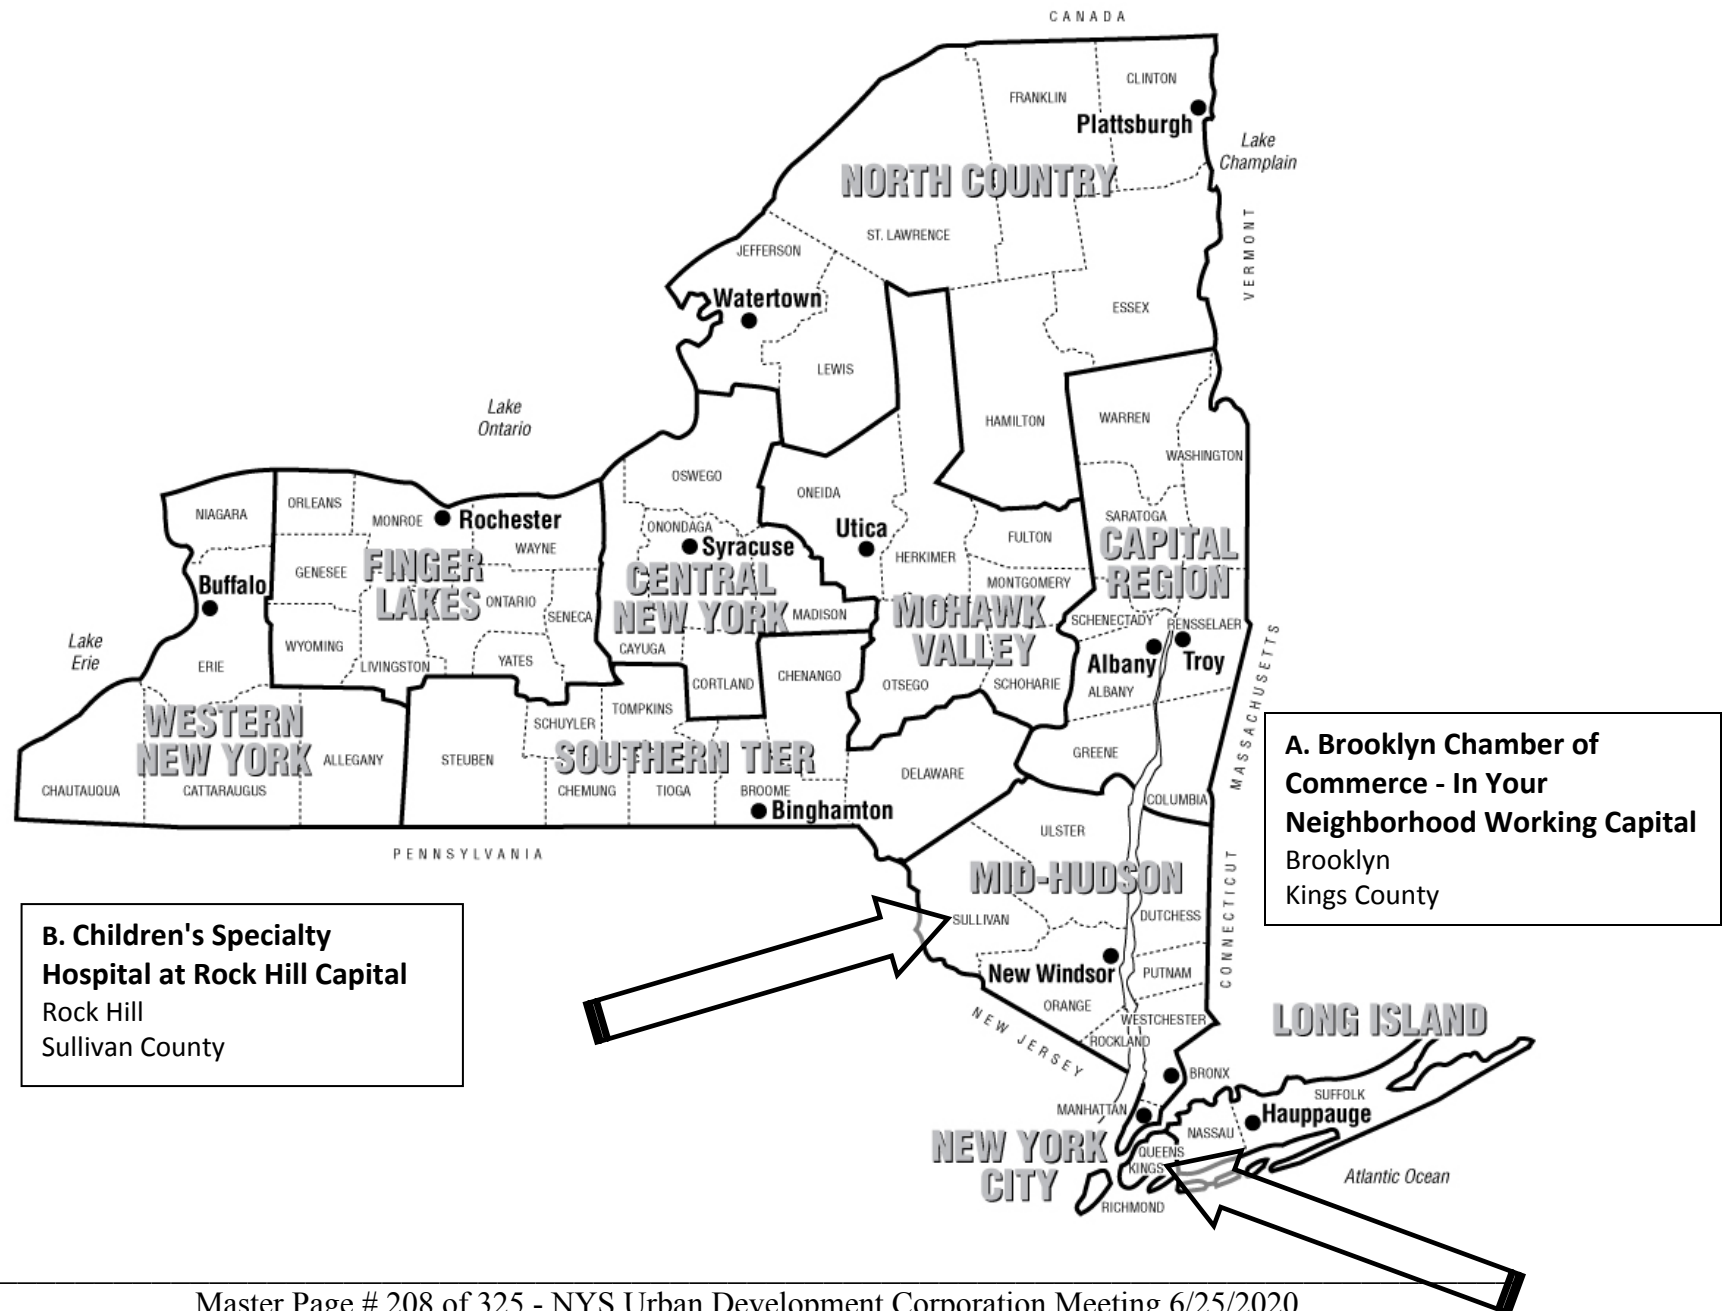 CANADA
CLINTON
FRANKLIN
Plattsburgh
Lake
Champlain
NORTH COUNTRY
VERMONT
ST. LAWRENCE
JEFFERSON
Watertown
ESSEX
LEWIS
Lake
Ontario
HAMILTON
WARREN
WASHINGTON
OSWEGO
ONEIDA
NIAGARA
ORLEANS
MONROE
Rochester
ONONDAGA
Syracuse
Utica
SARATOGA
FULTON
HERKIMER
WAYNE
CAPITAL
REGION
FINGER
LAKES
GENESEE
Buffalo
CENTRAL
NEW YORK
MONTGOMERY
ONTARIO
SENECA
MADISON
MOHAWK
VALLEY
SCHENECTADY
RENSSELAER
Lake
Erie
WYOMING
CAYUGA
ERIE
LIVINGSTON
YATES
Albany
Troy
MASSACHUSETTS
CORTLAND
CHENANGO
OTSEGO
SCHOHARIE
ALBANY
WESTERN
NEW YORK
TOMPKINS
SCHUYLER
SOUTHERN TIER
STEUBEN
ALLEGANY
GREENE
DELAWARE
CHAUTAUQUA
CATTARAUGUS
CHEMUNG
TIOGA
BROOME
Binghamton
COLUMBIA
A. Brooklyn Chamber of
Commerce - In Your
Neighborhood Working Capital
Brooklyn
Kings County
ULSTER
PENNSYLVANIA
MID-HUDSON
CONNECTICUT
SULLIVAN
DUTCHESS
B. Children's Specialty
Hospital at Rock Hill Capital
Rock Hill
Sullivan County
New Windsor
PUTNAM
ORANGE
NEW JERSEY
WESTCHESTER
ROCKLAND
LONG ISLAND
BRONX
SUFFOLK
MANHATTAN
Hauppauge
NASSAU
NEW YORK
CITY
QUEENS
KINGS
Atlantic Ocean
RICHMOND
Master Page # 208 of 325 - NYS Urban Development Corporation Meeting 6/25/2020